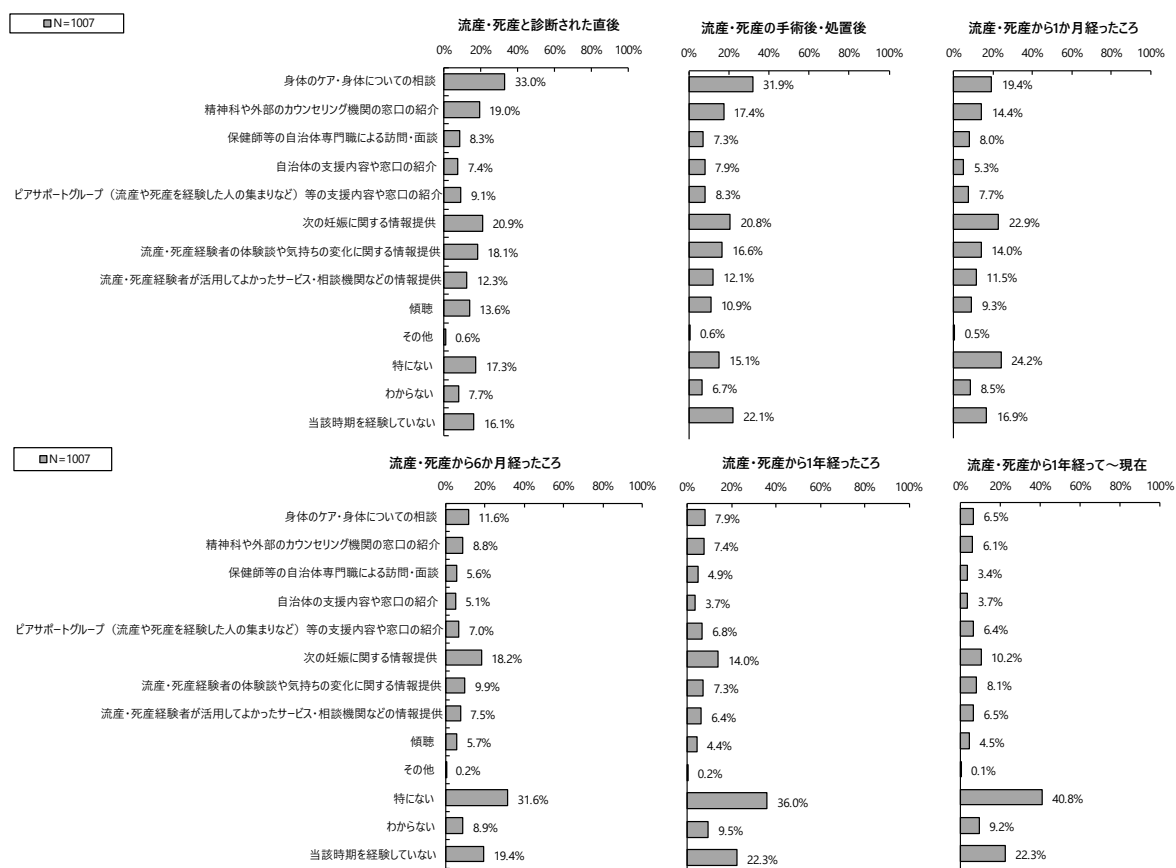 N=1007
流産・死産と診断された直後
流産・死産の手術後・処置後
流産・死産から1か月経ったころ
0% 20% 40% 60% 80% 100%
0% 20% 40% 60% 80% 100%
0% 20% 40% 60% 80% 100%
身体のケア・身体についての相談 33.0% 31.9% 19.4%
精神科や外部のカウンセリング機関の窓口の紹介 19.0% 17.4% 14.4%
保健師等の自治体専門職による訪問・面談 8.3% 7.3% 8.0%
自治体の支援内容や窓口の紹介 7.4% 7.9% 5.3%
ピアサポートグループ（流産や死産を経験した人の集まりなど）等の支援内容や窓口の紹介 9.1% 8.3% 7.7%
次の妊娠に関する情報提供 20.9% 20.8% 22.9%
流産・死産経験者の体験談や気持ちの変化に関する情報提供 18.1% 16.6% 14.0%
流産・死産経験者が活用してよかったサービス・相談機関などの情報提供 12.3% 12.1% 11.5%
傾聴 13.6% 10.9% 9.3%
その他 0.6% 0.6% 0.5%
特にない 17.3% 15.1% 24.2%
わからない 7.7% 6.7% 8.5%
当該時期を経験していない 16.1% 22.1% 16.9%
N=1007
流産・死産から6か月経ったころ
流産・死産から1年経ったころ
流産・死産から1年経って～現在
0% 20% 40% 60% 80% 100%
0% 20% 40% 60% 80% 100%
0% 20% 40% 60% 80% 100%
身体のケア・身体についての相談 11.6% 7.9% 6.5%
精神科や外部のカウンセリング機関の窓口の紹介 8.8% 7.4% 6.1%
保健師等の自治体専門職による訪問・面談 5.6% 4.9% 3.4%
自治体の支援内容や窓口の紹介 5.1% 3.7% 3.7%
ピアサポートグループ（流産や死産を経験した人の集まりなど）等の支援内容や窓口の紹介 7.0% 6.8% 6.4%
次の妊娠に関する情報提供 18.2% 14.0% 10.2%
流産・死産経験者の体験談や気持ちの変化に関する情報提供 9.9% 7.3% 8.1%
流産・死産経験者が活用してよかったサービス・相談機関などの情報提供 7.5% 6.4% 6.5%
傾聴 5.7% 4.4% 4.5%
その他 0.2% 0.2% 0.1%
特にない 31.6% 36.0% 40.8%
わからない 8.9% 9.5% 9.2%
当該時期を経験していない 19.4% 22.3% 22.3%